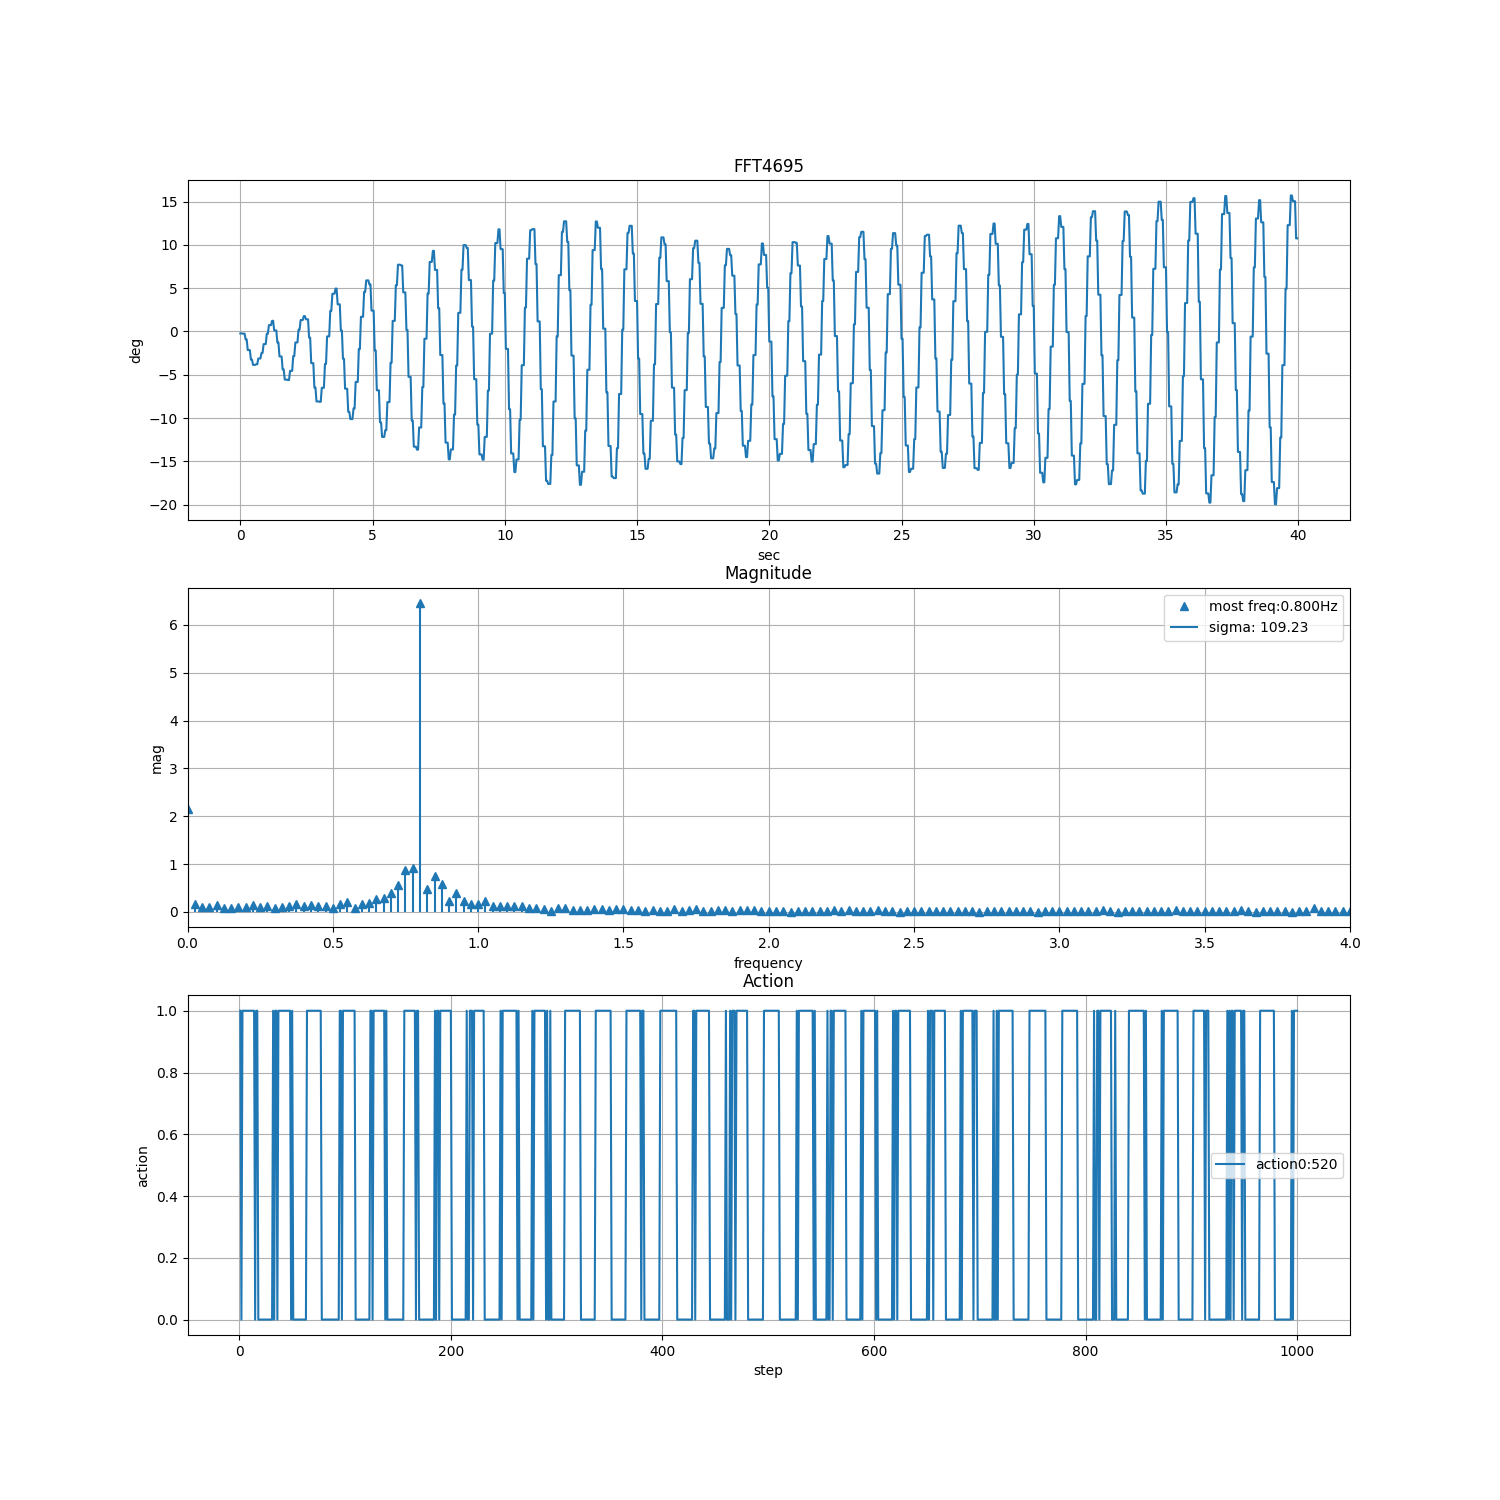 FFT4695
15
10
5
0
−5
−10
−15
−20
deg
0 5 10 15 20 25 30 35 40
sec
Magnitude
most freq:0.800Hz
sigma: 109.23
6
5
4
3
2
1
0
mag
0.0 0.5 1.0 1.5 2.0 2.5 3.0 3.5 4.0
frequency
Action
1.0
0.8
0.6
0.4
0.2
0.0
action
action0:520
0 200 400 600 800 1000
step